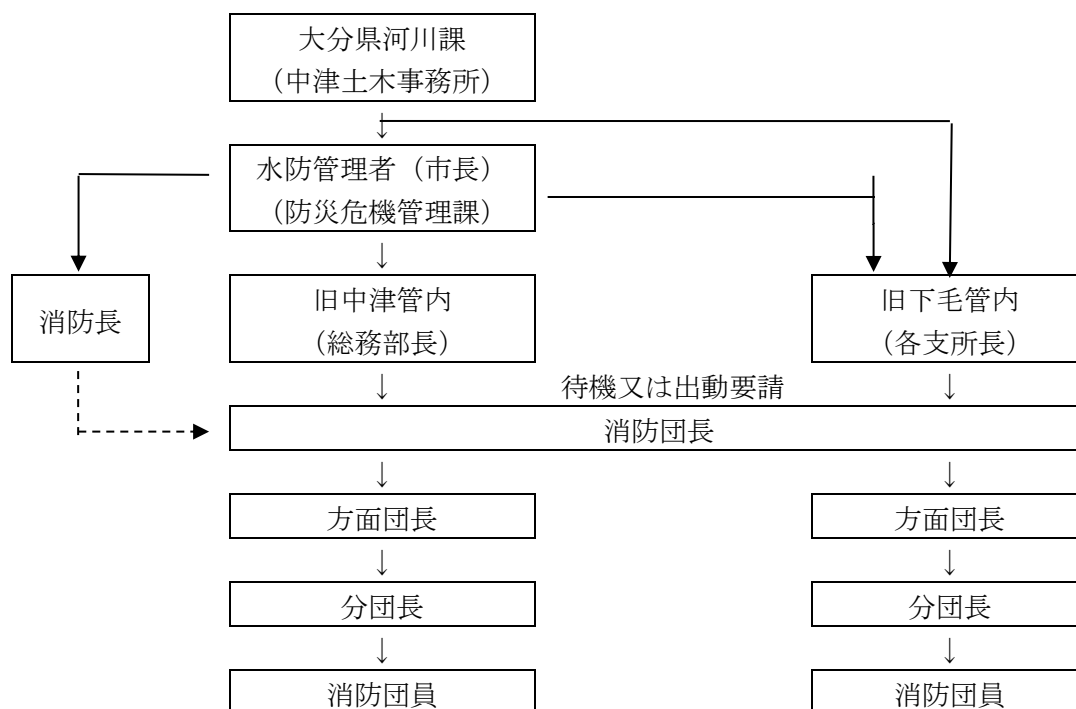 大分県河川課
（中津土木事務所）
↓
水防管理者（市長）
（防災危機管理課）
↓
消防長
旧中津管内
（総務部長）
旧下毛管内
（各支所長）
↓
待機又は出動要請
↓
消防団長
↓
↓
方面団長
方面団長
↓
↓
分団長
分団長
↓
↓
消防団員
消防団員